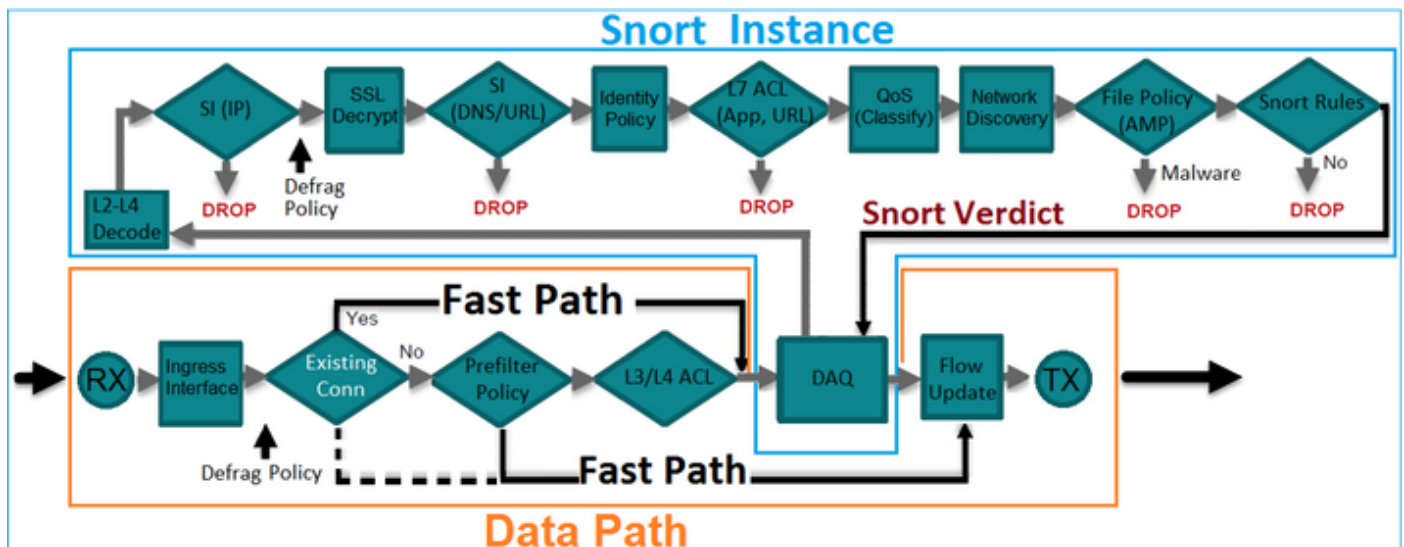 Snort Instance
SI (IP)
SSL
Decrypt
SI
(DNS/URL)
Identity
Policy
L7 ACL
(App, URL)
QoS
(Classify)
Network
Discovery
File Policy
(AMP)
Snort Rules
L2-L4
Decode
DROP
Defrag
Policy
DROP
DROP
Malware
DROP
No
DROP
Snort Verdict
Fast Path
Yes
RX
Ingress
Interface
Existing
Conn
No
Prefilter
Policy
L3/L4 ACL
DAQ
Flow
Update
TX
Defrag Policy
Fast Path
Data Path